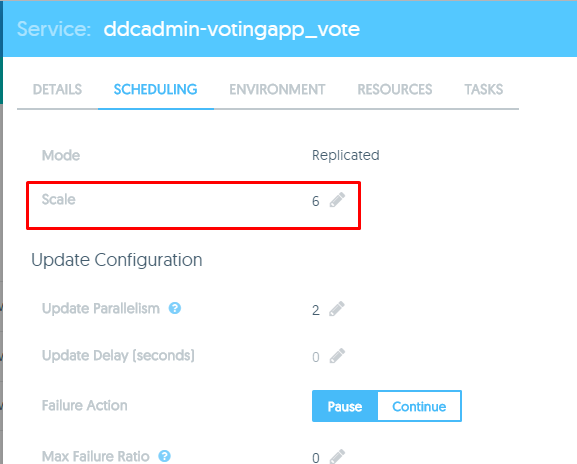 Service: ddcadmin-votingapp_vote
DETAILS SCHEDULING ENVIRONMENT RESOURCES TASKS
Mode Replicated
Scale 6
Update Configuration
Update Parallelism ? 2
Update Delay (seconds) 0
Failure Action Pause Continue
Max Failure Ratio ? 0